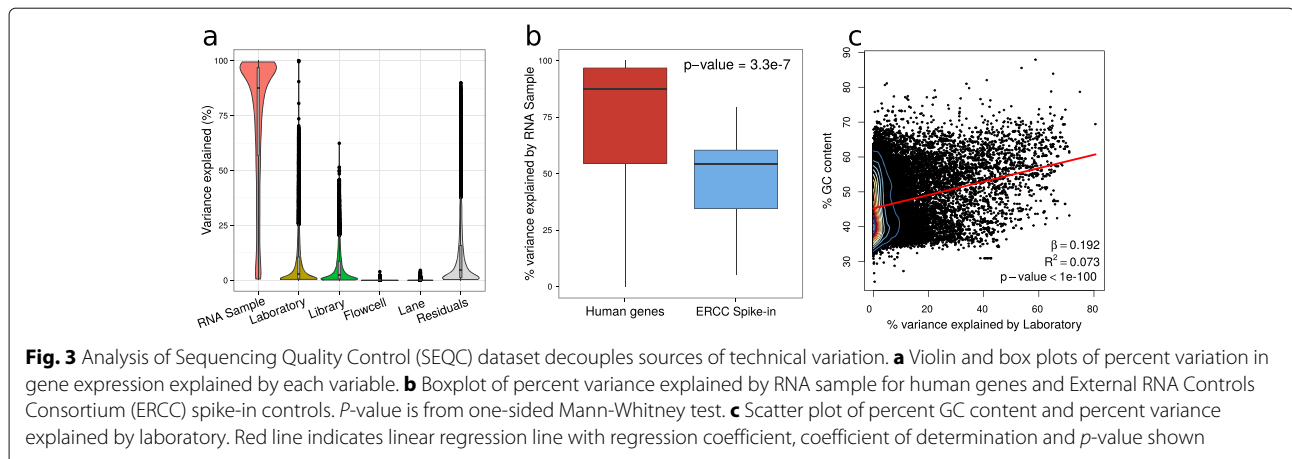 a
Variance explained (%)
100
75
50
25
0
RNA Sample
Laboratory
Library
Flowcell
Lane
Residuals
b
% variance explained by RNA Sample
100
75
50
25
0
p−value = 3.3e-7
Human genes
ERCC Spike-in
c
% GC content
90
80
70
60
50
40
30
β = 0.192
R² = 0.073
p−value < 1e-100
0 20 40 60 80
% variance explained by Laboratory
Fig. 3 Analysis of Sequencing Quality Control (SEQC) dataset decouples sources of technical variation. a Violin and box plots of percent variation in
gene expression explained by each variable. b Boxplot of percent variance explained by RNA sample for human genes and External RNA Controls
Consortium (ERCC) spike-in controls. P-value is from one-sided Mann-Whitney test. c Scatter plot of percent GC content and percent variance
explained by laboratory. Red line indicates linear regression line with regression coefficient, coefficient of determination and p-value shown